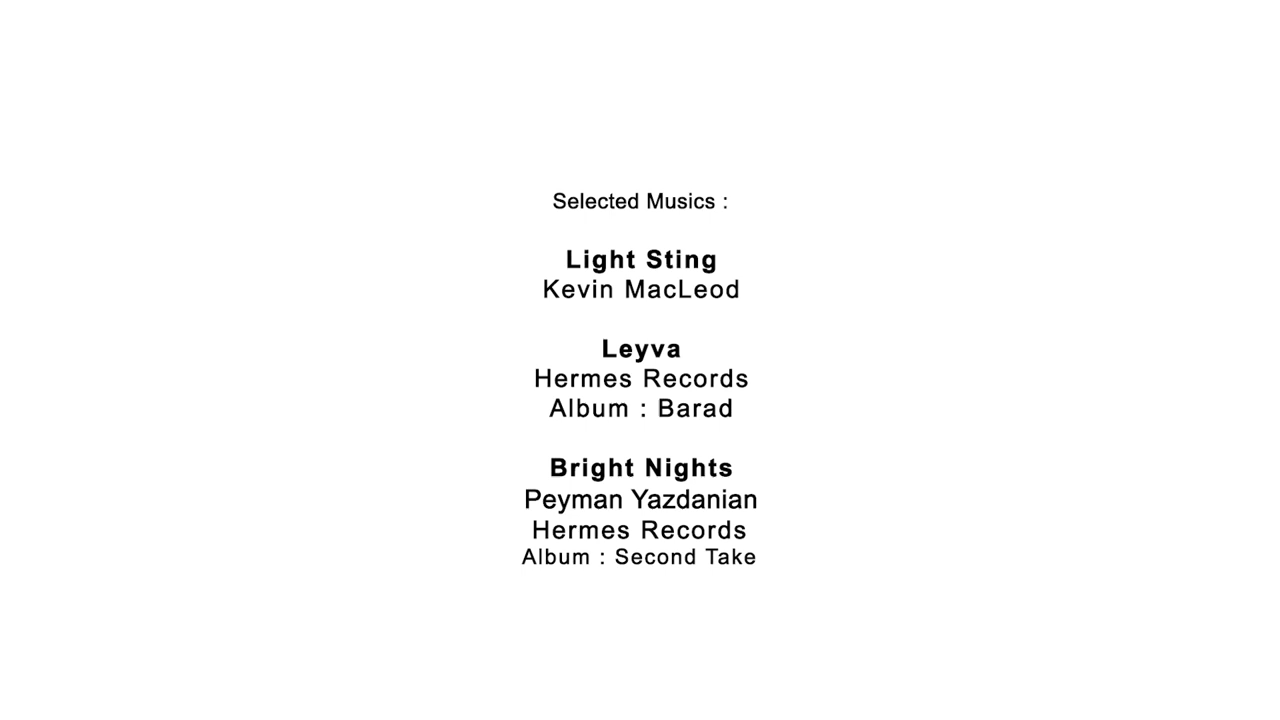 Selected Musics :
Light Sting
Kevin MacLeod
Leyva
Hermes Records
Album : Barad
Bright Nights
Peyman Yazdanian
Hermes Records
Album : Second Take